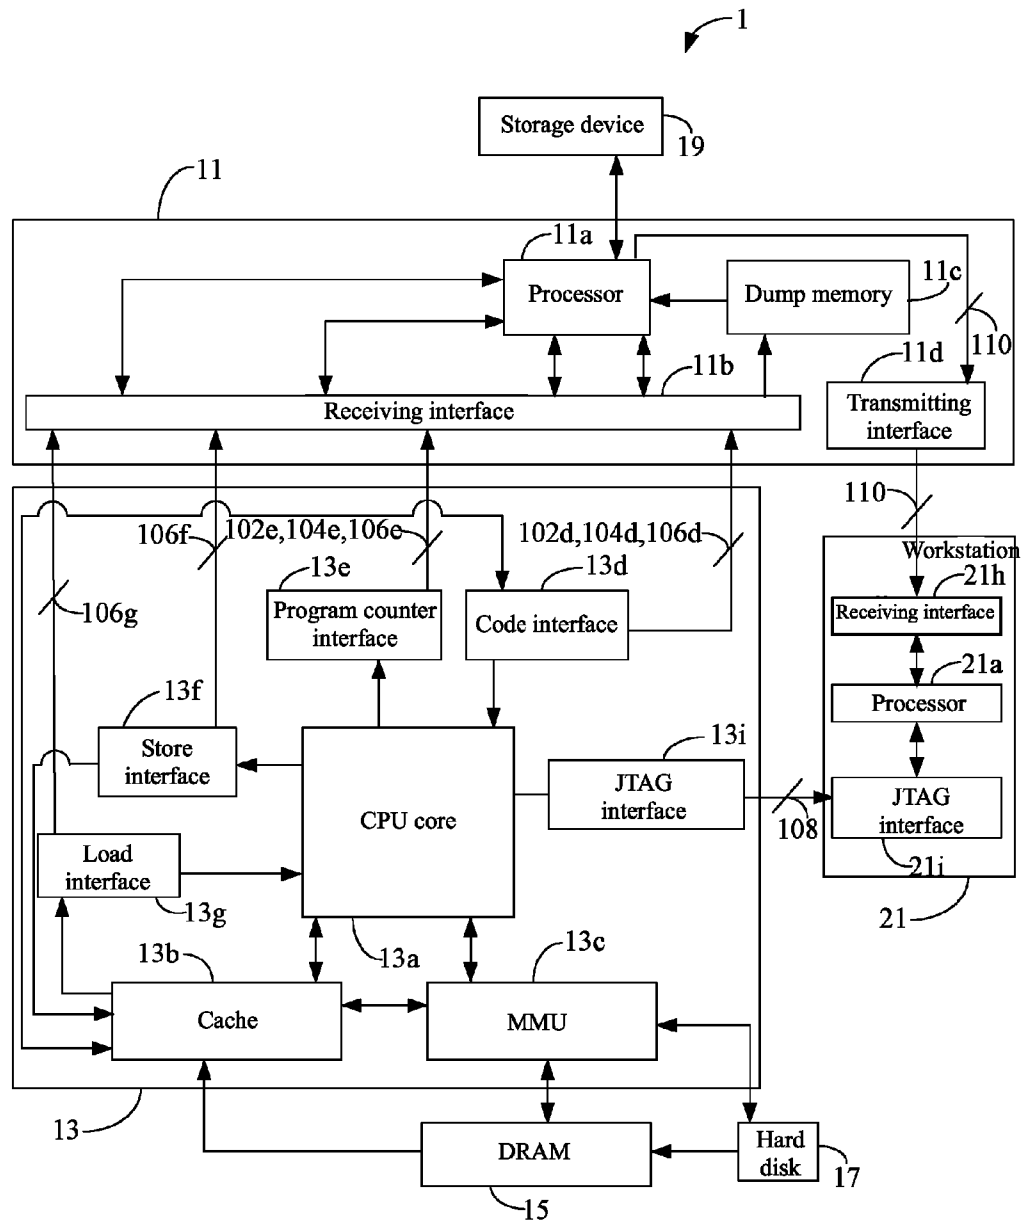 1
Storage device
19
11
11a
Processor
Dump memory
11c
110
11b
11d
Receiving interface
Transmitting
interface
110
106f
102e,104e,106e
102d,104d,106d
Workstation
13e
13d
21h
106g
Program counter
interface
Code interface
Receiving interface
21a
13f
Processor
Store
interface
13i
JTAG
interface
CPU core
108
JTAG
interface
21i
Load
interface
13g
21
13b
13a
13c
Cache
MMU
13
DRAM
Hard
disk
17
15